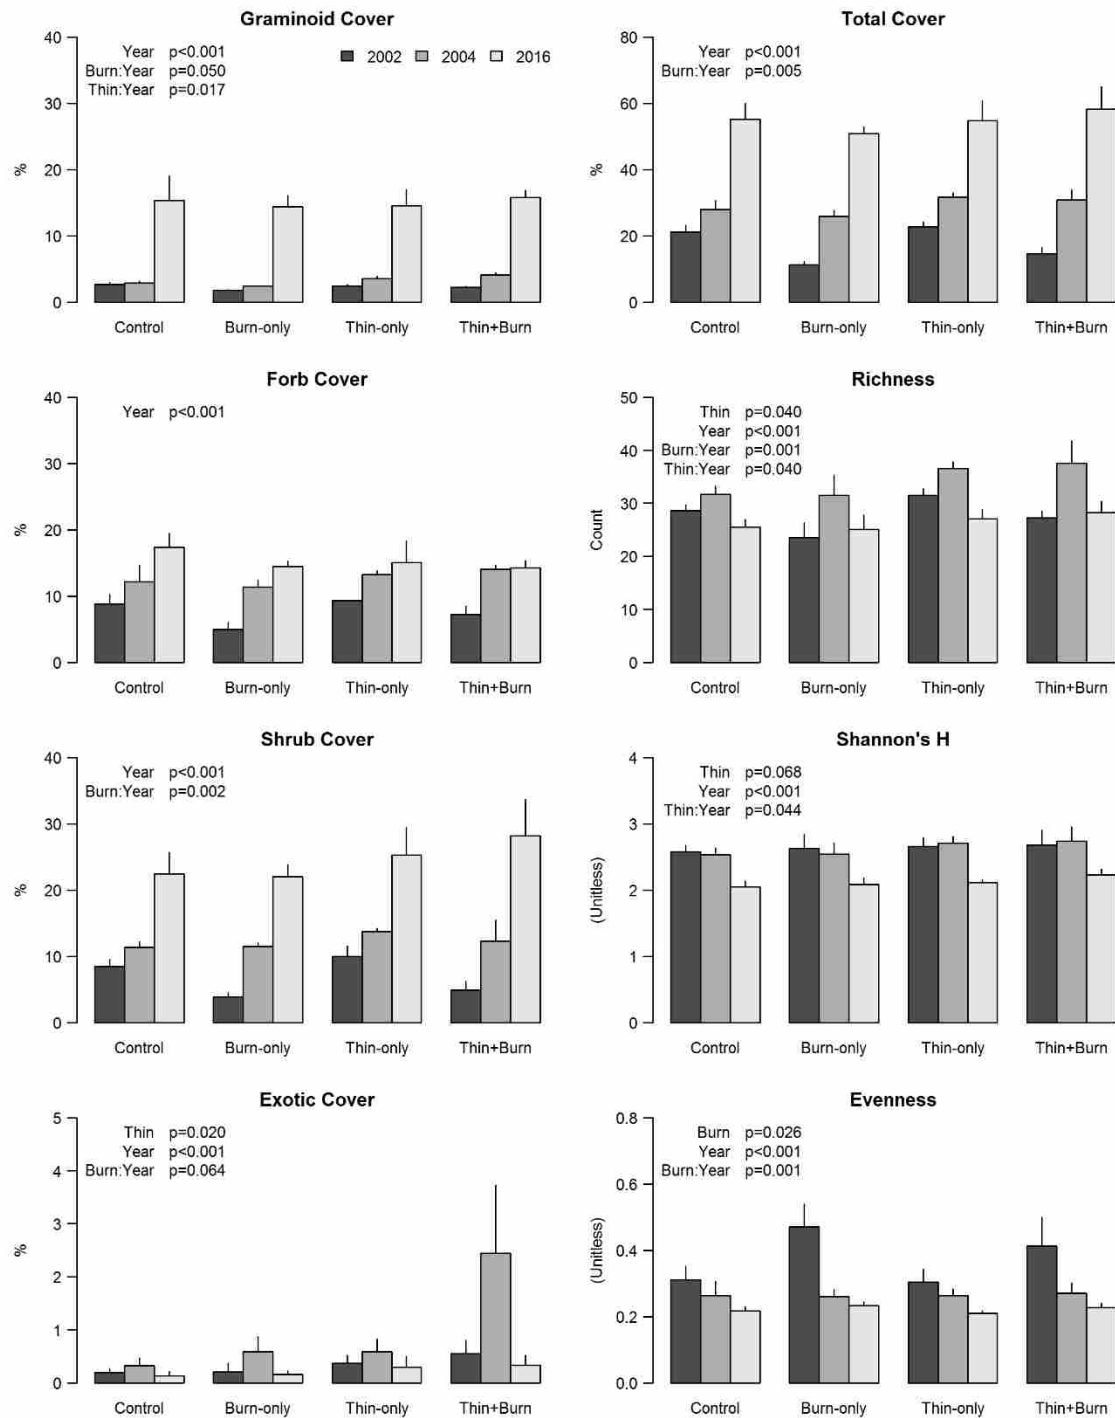 Graminoid Cover
40
30
20
10
0
%
Year p<0.001
Burn:Year p=0.050
Thin:Year p=0.017
2002 2004 2016
Control Burn-only Thin-only Thin+Burn
Total Cover
80
60
40
20
0
%
Year p<0.001
Burn:Year p=0.005
Control Burn-only Thin-only Thin+Burn
Forb Cover
40
30
20
10
0
%
Year p<0.001
Control Burn-only Thin-only Thin+Burn
Richness
50
40
30
20
10
0
Count
Thin p=0.040
Year p<0.001
Burn:Year p=0.001
Thin:Year p=0.040
Control Burn-only Thin-only Thin+Burn
Shrub Cover
40
30
20
10
0
%
Year p<0.001
Burn:Year p=0.002
Control Burn-only Thin-only Thin+Burn
Shannon's H
4
3
2
1
0
(Unitless)
Thin p=0.068
Year p<0.001
Thin:Year p=0.044
Control Burn-only Thin-only Thin+Burn
Exotic Cover
5
4
3
2
1
0
%
Thin p=0.020
Year p<0.001
Burn:Year p=0.064
Control Burn-only Thin-only Thin+Burn
Evenness
0.8
0.6
0.4
0.2
0.0
(Unitless)
Burn p=0.026
Year p<0.001
Burn:Year p=0.001
Control Burn-only Thin-only Thin+Burn